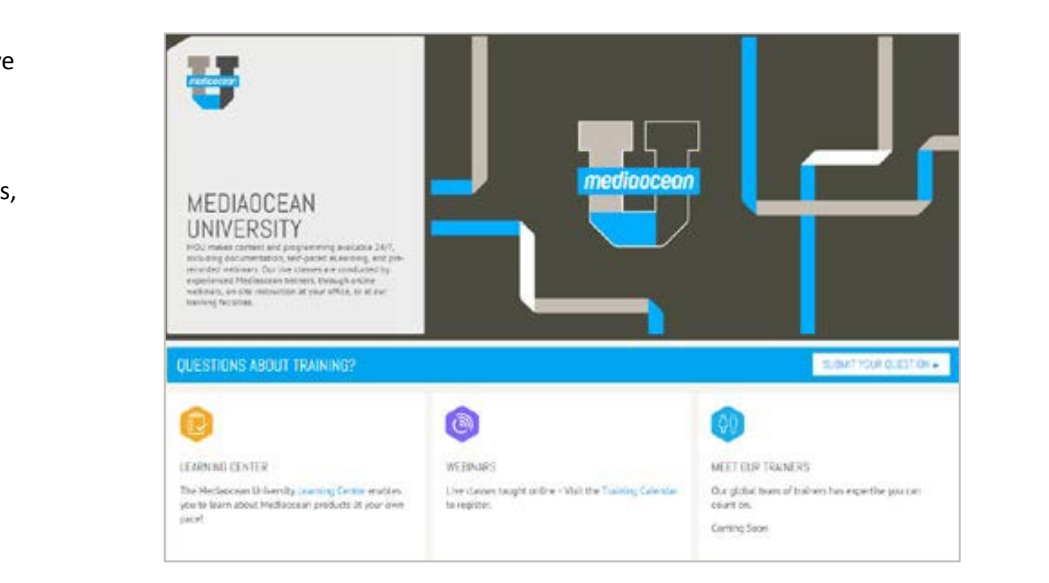 ve
s,
mediaocean
mediaocean
MEDIAOCEAN
UNIVERSITY
MOU makes content and programming available 24/7,
including documentation, self-paced eLearning, and pre-
recorded webinars. Our live classes are conducted by
experienced Mediaocean trainers, through online
webinars, on-site instruction at your office, or at our
training facilities.
QUESTIONS ABOUT TRAINING?
SUBMIT YOUR QUESTION
LEARNING CENTER
The Mediaocean University Learning Center enables
you to learn about Mediaocean products at your own
pace!
WEBINARS
Live classes taught online - Visit the Training Calendar
to register.
MEET OUR TRAINERS
Our global team of trainers has expertise you can
count on.
Coming Soon